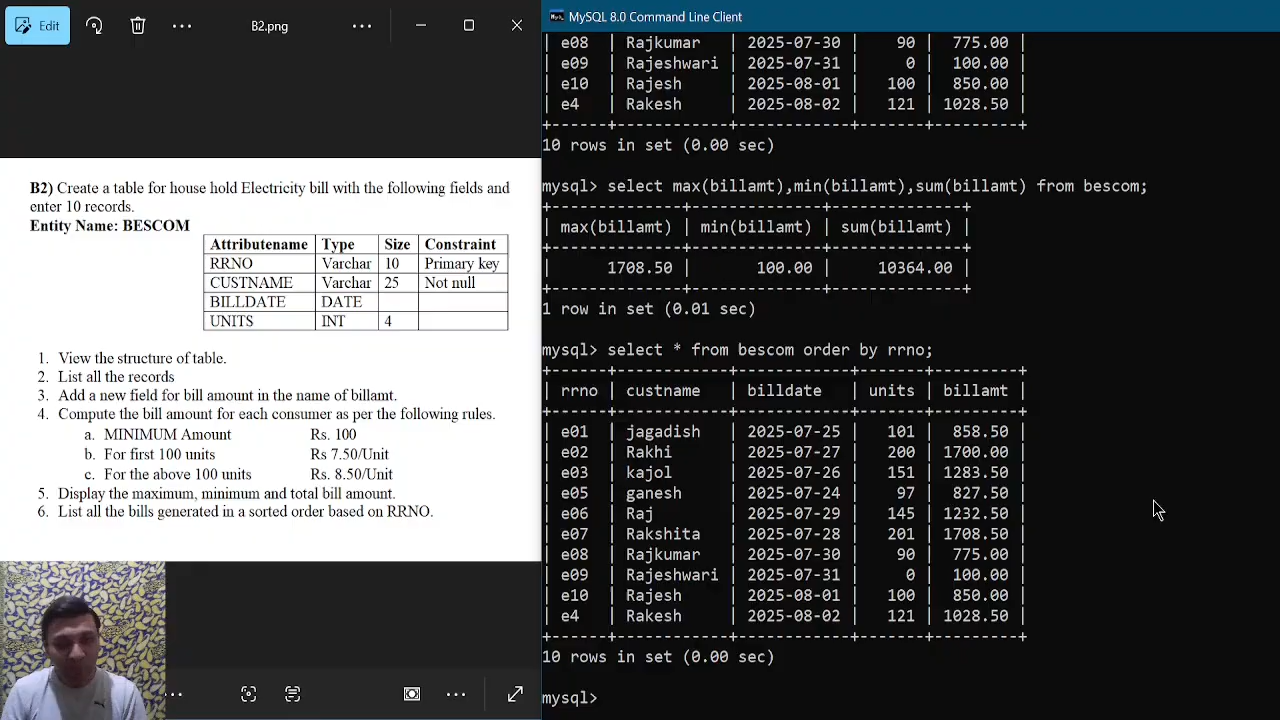 Edit
B2.png
B2) Create a table for house hold Electricity bill with the following fields and
enter 10 records.
Entity Name: BESCOM
Attributename Type Size Constraint
RRNO Varchar 10 Primary key
CUSTNAME Varchar 25 Not null
BILLDATE DATE
UNITS INT 4
1. View the structure of table.
2. List all the records
3. Add a new field for bill amount in the name of billamt.
4. Compute the bill amount for each consumer as per the following rules.
a. MINIMUM Amount Rs. 100
b. For first 100 units Rs 7.50/Unit
c. For the above 100 units Rs. 8.50/Unit
5. Display the maximum, minimum and total bill amount.
6. List all the bills generated in a sorted order based on RRNO.
MySQL 8.0 Command Line Client
| e08 | Rajkumar | 2025-07-30 | 90 | 775.00 |
| e09 | Rajeshwari | 2025-07-31 | 0 | 100.00 |
| e10 | Rajesh | 2025-08-01 | 100 | 850.00 |
| e4 | Rakesh | 2025-08-02 | 121 | 1028.50 |
+------+------------+------------+-------+---------+
10 rows in set (0.00 sec)
mysql> select max(billamt),min(billamt),sum(billamt) from bescom;
+--------------+--------------+--------------+
| max(billamt) | min(billamt) | sum(billamt) |
+--------------+--------------+--------------+
| 1708.50 | 100.00 | 10364.00 |
+--------------+--------------+--------------+
1 row in set (0.01 sec)
mysql> select * from bescom order by rrno;
+------+------------+------------+-------+---------+
| rrno | custname | billdate | units | billamt |
+------+------------+------------+-------+---------+
| e01 | jagadish | 2025-07-25 | 101 | 858.50 |
| e02 | Rakhi | 2025-07-27 | 200 | 1700.00 |
| e03 | kajol | 2025-07-26 | 151 | 1283.50 |
| e05 | ganesh | 2025-07-24 | 97 | 827.50 |
| e06 | Raj | 2025-07-29 | 145 | 1232.50 |
| e07 | Rakshita | 2025-07-28 | 201 | 1708.50 |
| e08 | Rajkumar | 2025-07-30 | 90 | 775.00 |
| e09 | Rajeshwari | 2025-07-31 | 0 | 100.00 |
| e10 | Rajesh | 2025-08-01 | 100 | 850.00 |
| e4 | Rakesh | 2025-08-02 | 121 | 1028.50 |
+------+------------+------------+-------+---------+
10 rows in set (0.00 sec)
mysql>